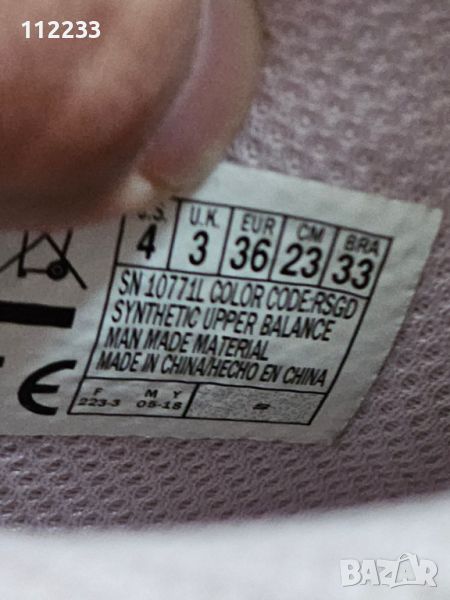 112233
U.S. U.K. EUR CM BRA
4 3 36 23 33
SN 10771L COLOR CODE:RSGD
SYNTHETIC UPPER BALANCE
MAN MADE MATERIAL
MADE IN CHINA/HECHO EN CHINA
F M Y
223-3 05-18
CE
BAZAR